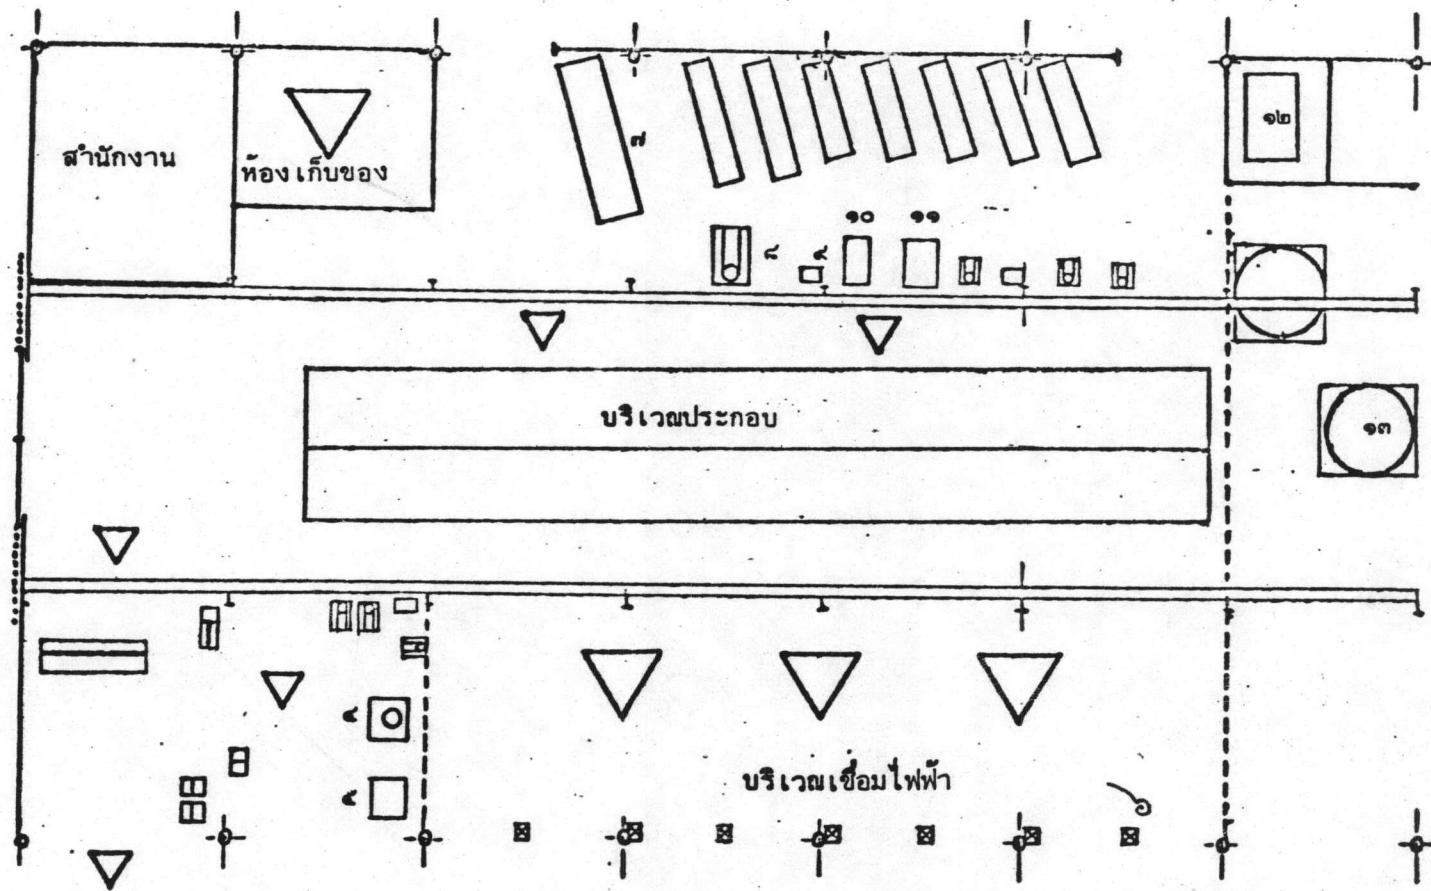 สำนักงาน
ห้องเก็บของ
๗
๑๒
๑๐
๑๑
๘
๙
บริเวณประกอบ
๑๓
๔
๕
บริเวณเชื่อมไฟฟ้า